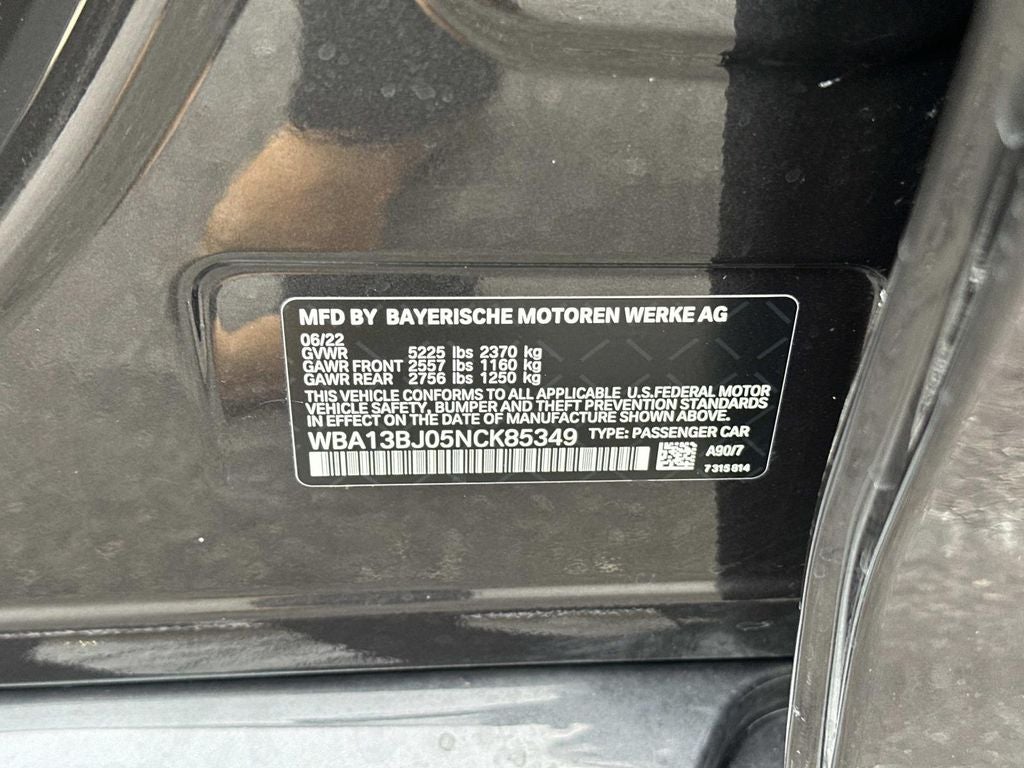 MFD BY BAYERISCHE MOTOREN WERKE AG
06/22
GVWR 5225 lbs 2370 kg
GAWR FRONT 2557 lbs 1160 kg
GAWR REAR 2756 lbs 1250 kg
THIS VEHICLE CONFORMS TO ALL APPLICABLE U.S.FEDERAL MOTOR
VEHICLE SAFETY, BUMPER AND THEFT PREVENTION STANDARDS
IN EFFECT ON THE DATE OF MANUFACTURE SHOWN ABOVE.
WBA13BJ05NCK85349 TYPE: PASSENGER CAR
A90/7
7 315 614